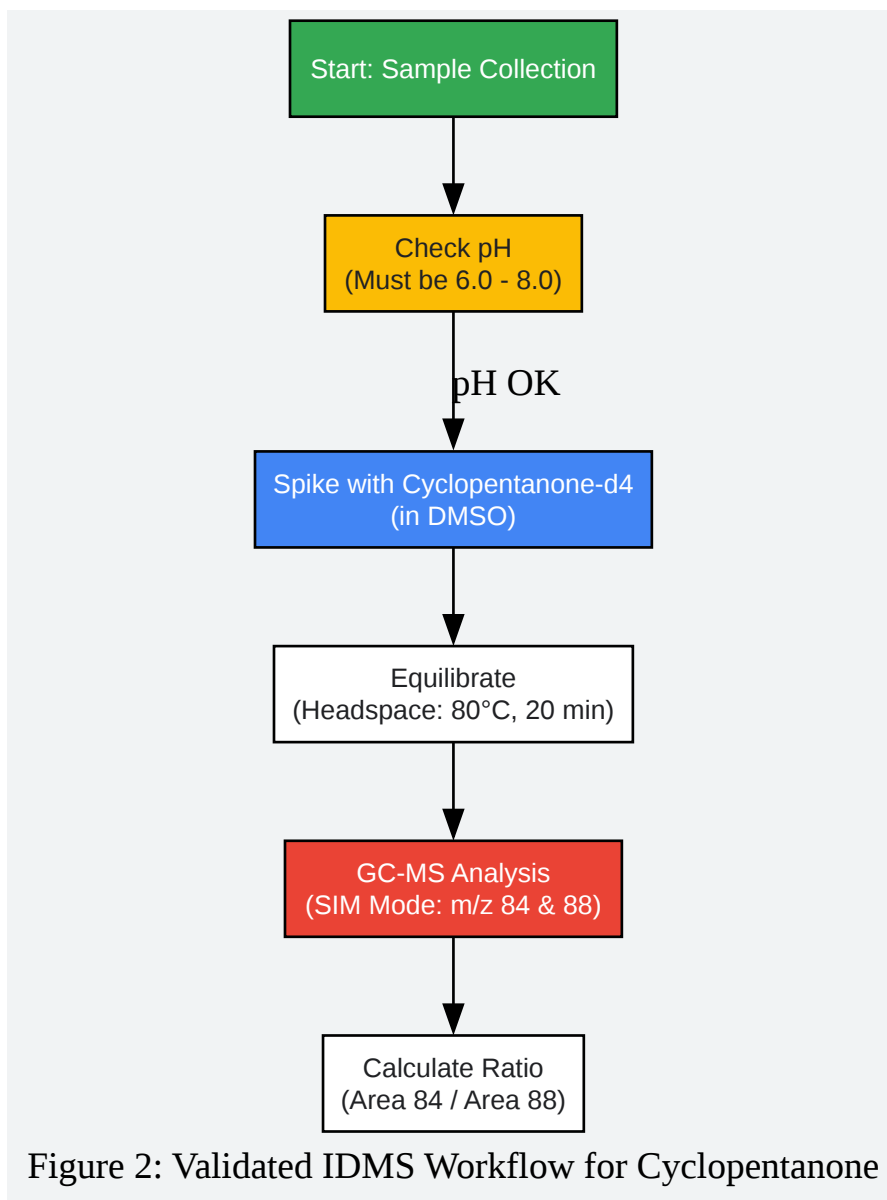 Start: Sample Collection
Check pH
(Must be 6.0 - 8.0)
pH OK
Spike with Cyclopentanone-d4
(in DMSO)
Equilibrate
(Headspace: 80°C, 20 min)
GC-MS Analysis
(SIM Mode: m/z 84 & 88)
Calculate Ratio
(Area 84 / Area 88)
Figure 2: Validated IDMS Workflow for Cyclopentanone